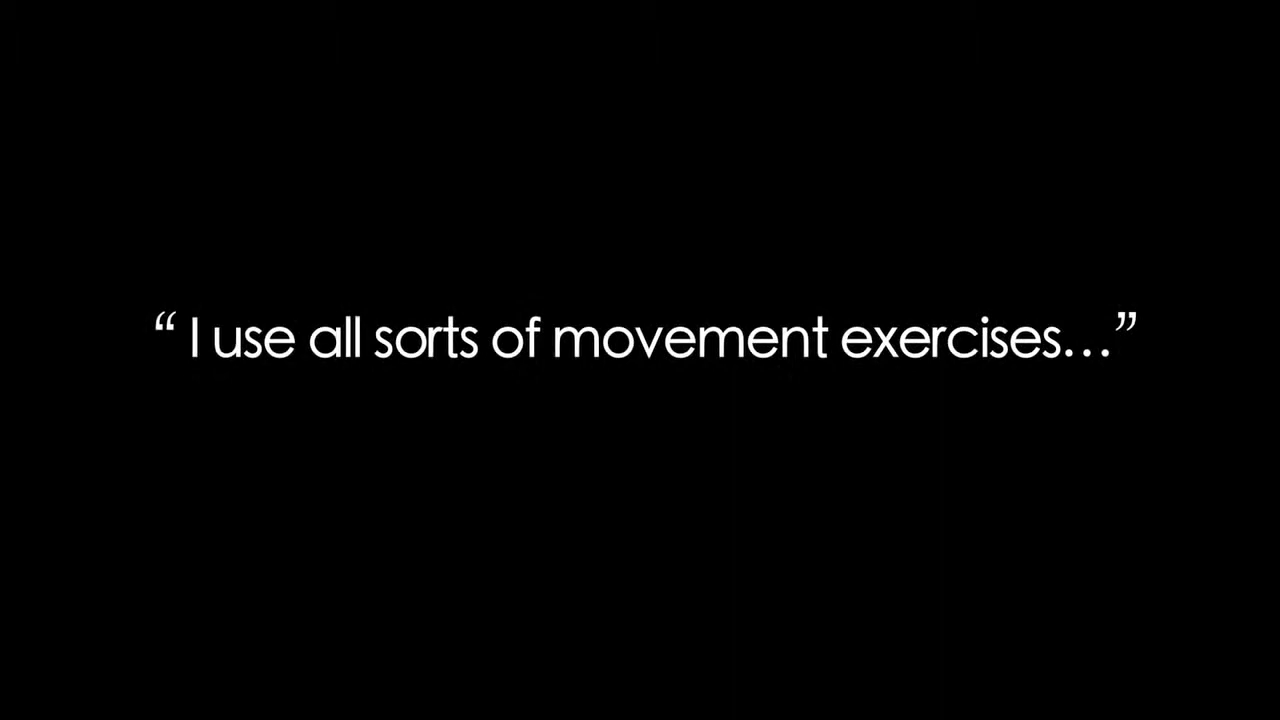 “ I use all sorts of movement exercises…”